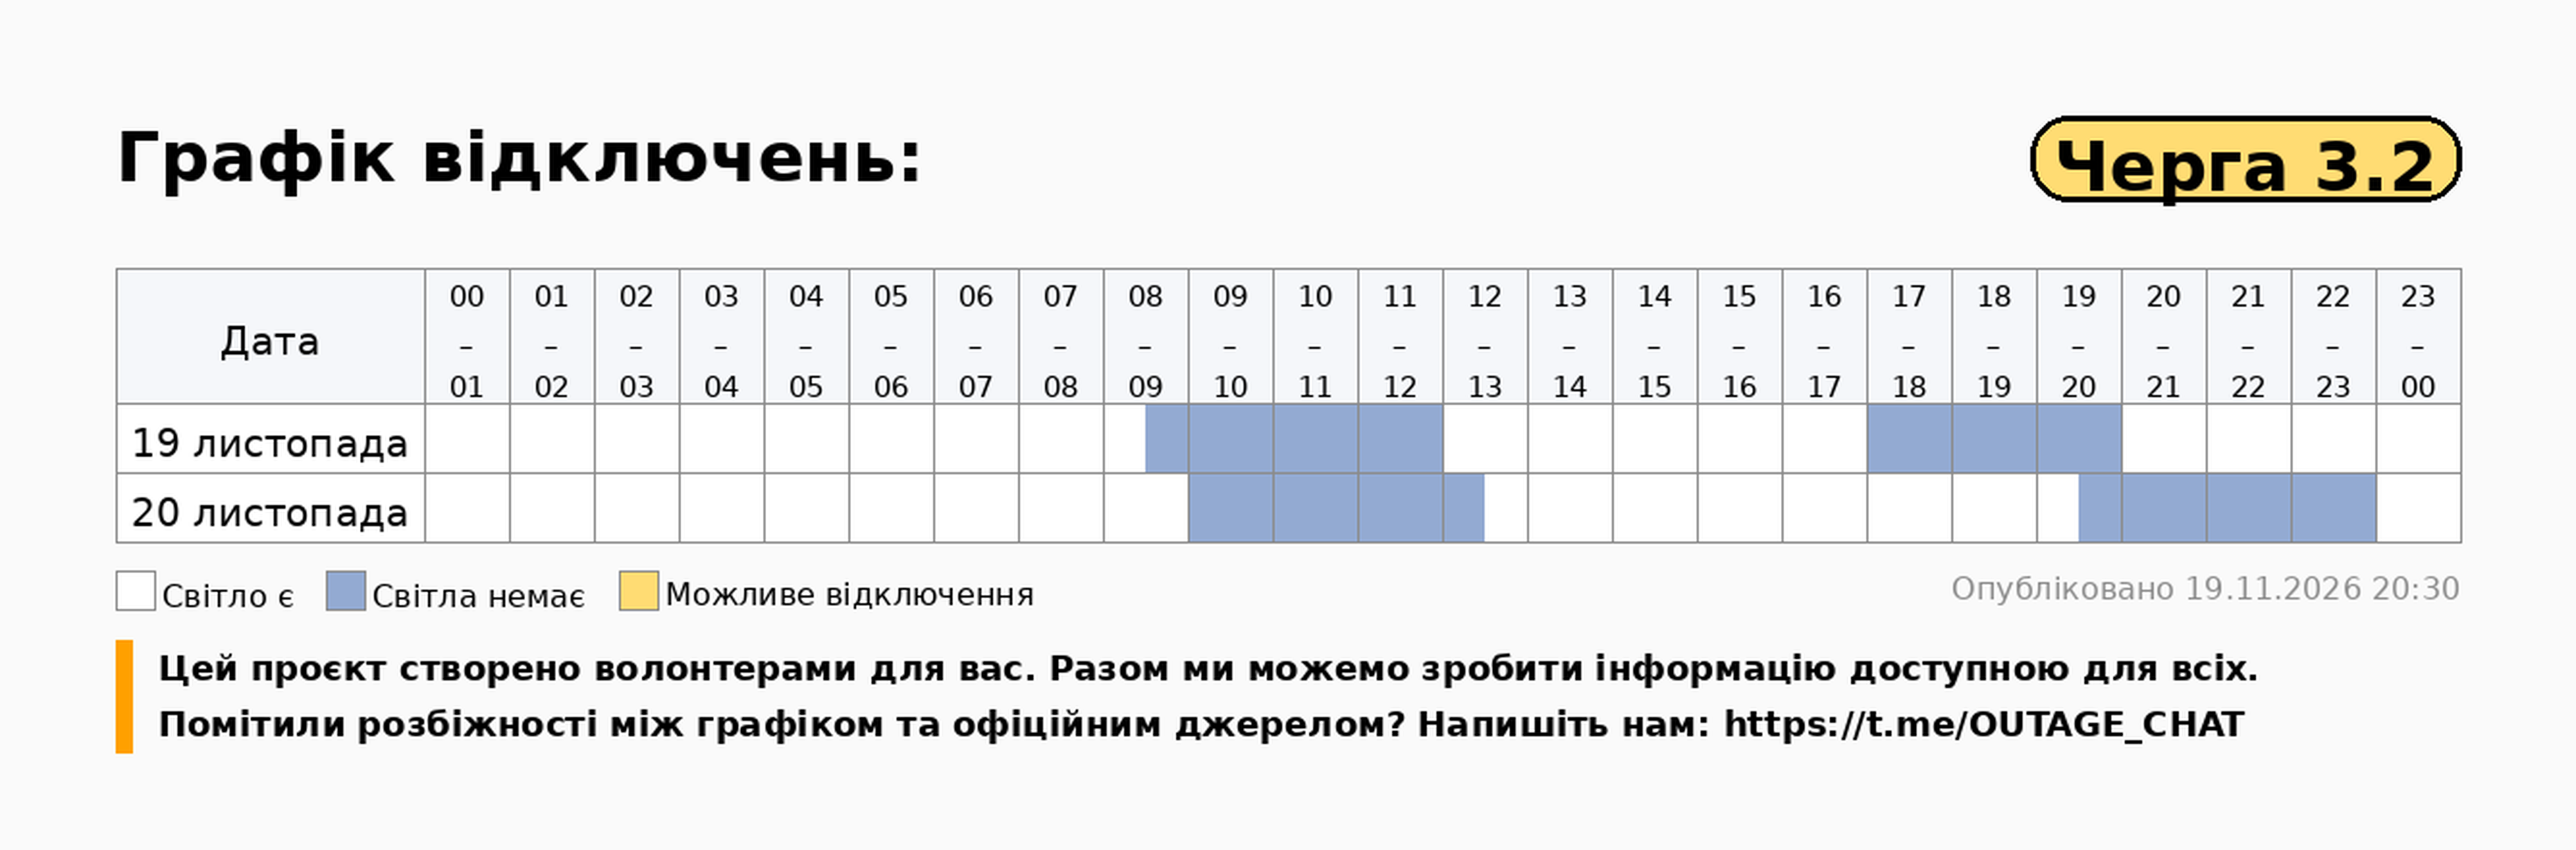 Графік відключень:
Черга 3.2
Дата
00 – 01
01 – 02
02 – 03
03 – 04
04 – 05
05 – 06
06 – 07
07 – 08
08 – 09
09 – 10
10 – 11
11 – 12
12 – 13
13 – 14
14 – 15
15 – 16
16 – 17
17 – 18
18 – 19
19 – 20
20 – 21
21 – 22
22 – 23
23 – 00
19 листопада
20 листопада
Світло є
Світла немає
Можливе відключення
Опубліковано 19.11.2026 20:30
Цей проєкт створено волонтерами для вас. Разом ми можемо зробити інформацію доступною для всіх.
Помітили розбіжності між графіком та офіційним джерелом? Напишіть нам: https://t.me/OUTAGE_CHAT